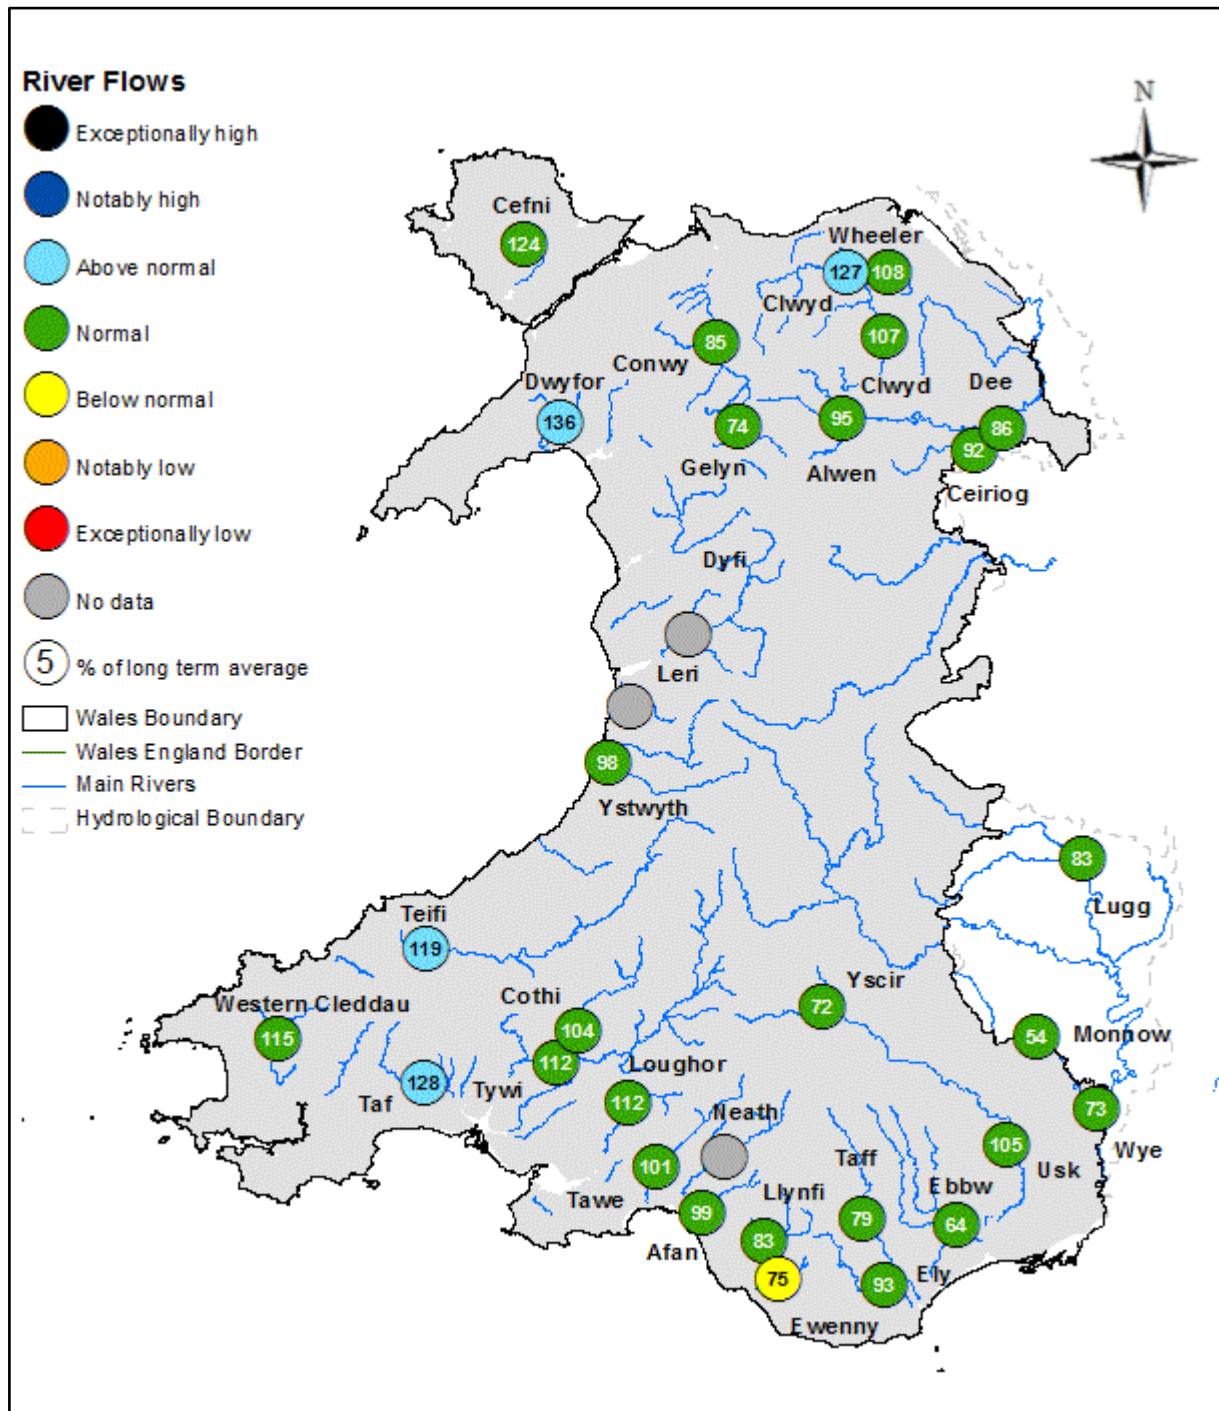 River Flows
Exceptionally high
Notably high
Above normal
Normal
Below normal
Notably low
Exceptionally low
No data
5 % of long term average
Wales Boundary
Wales England Border
Main Rivers
Hydrological Boundary
N
Cefni
124
Wheeler
127 108
Clwyd
107
85
Conwy
Clwyd
Dee
Dwyfor
136
74
95
86
92
Gelyn
Alwen
Ceiriog
Dyfi
Leri
98
Ystwyth
83
Lugg
Teifi
119
Western Cleddau
115
Cothi
104
112
Yscir
72
54
Monnow
128
Taf
Tywi
Loughor
112
Neath
73
Wye
105
Usk
101
Tawe
Taff
Ebbw
Llynfi
99
Afan
83
79
64
75
93
Ely
Ewenny